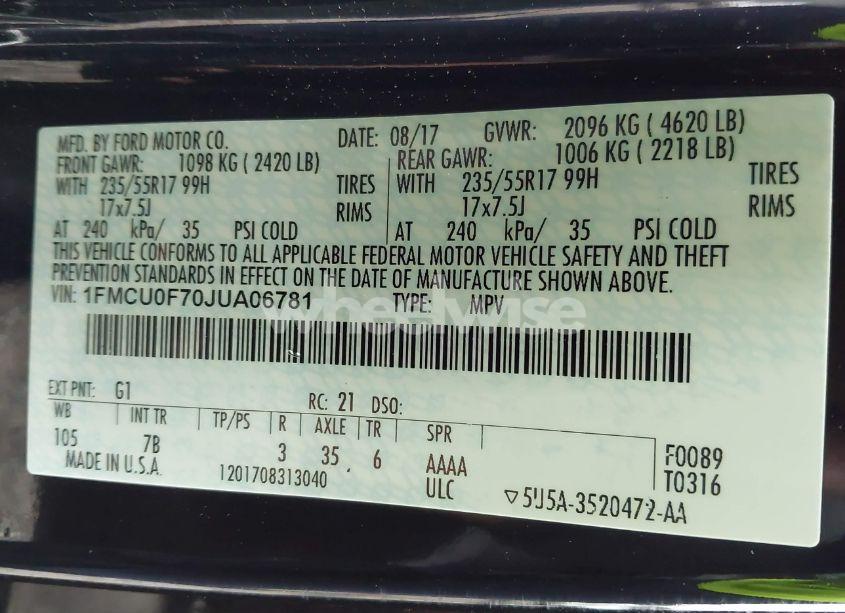 MFD. BY FORD MOTOR CO. DATE: 08/17 GVWR: 2096 KG ( 4620 LB)
FRONT GAWR: 1098 KG ( 2420 LB) REAR GAWR: 1006 KG ( 2218 LB)
WITH 235/55R17 99H TIRES WITH 235/55R17 99H TIRES
17x7.5J RIMS 17x7.5J RIMS
AT 240 kPa/ 35 PSI COLD AT 240 kPa/ 35 PSI COLD
THIS VEHICLE CONFORMS TO ALL APPLICABLE FEDERAL MOTOR VEHICLE SAFETY AND THEFT
PREVENTION STANDARDS IN EFFECT ON THE DATE OF MANUFACTURE SHOWN ABOVE.
VIN: 1FMCU0F70JUA06781 TYPE: MPV
wheelwise
EXT PNT: G1 RC: 21 DSO:
WB INT TR TP/PS R AXLE TR SPR
105 7B 3 35 . 6 AAAA F0089
MADE IN U.S.A. 1201708313040 ULC T0316
▽5U5A-3520472-AA